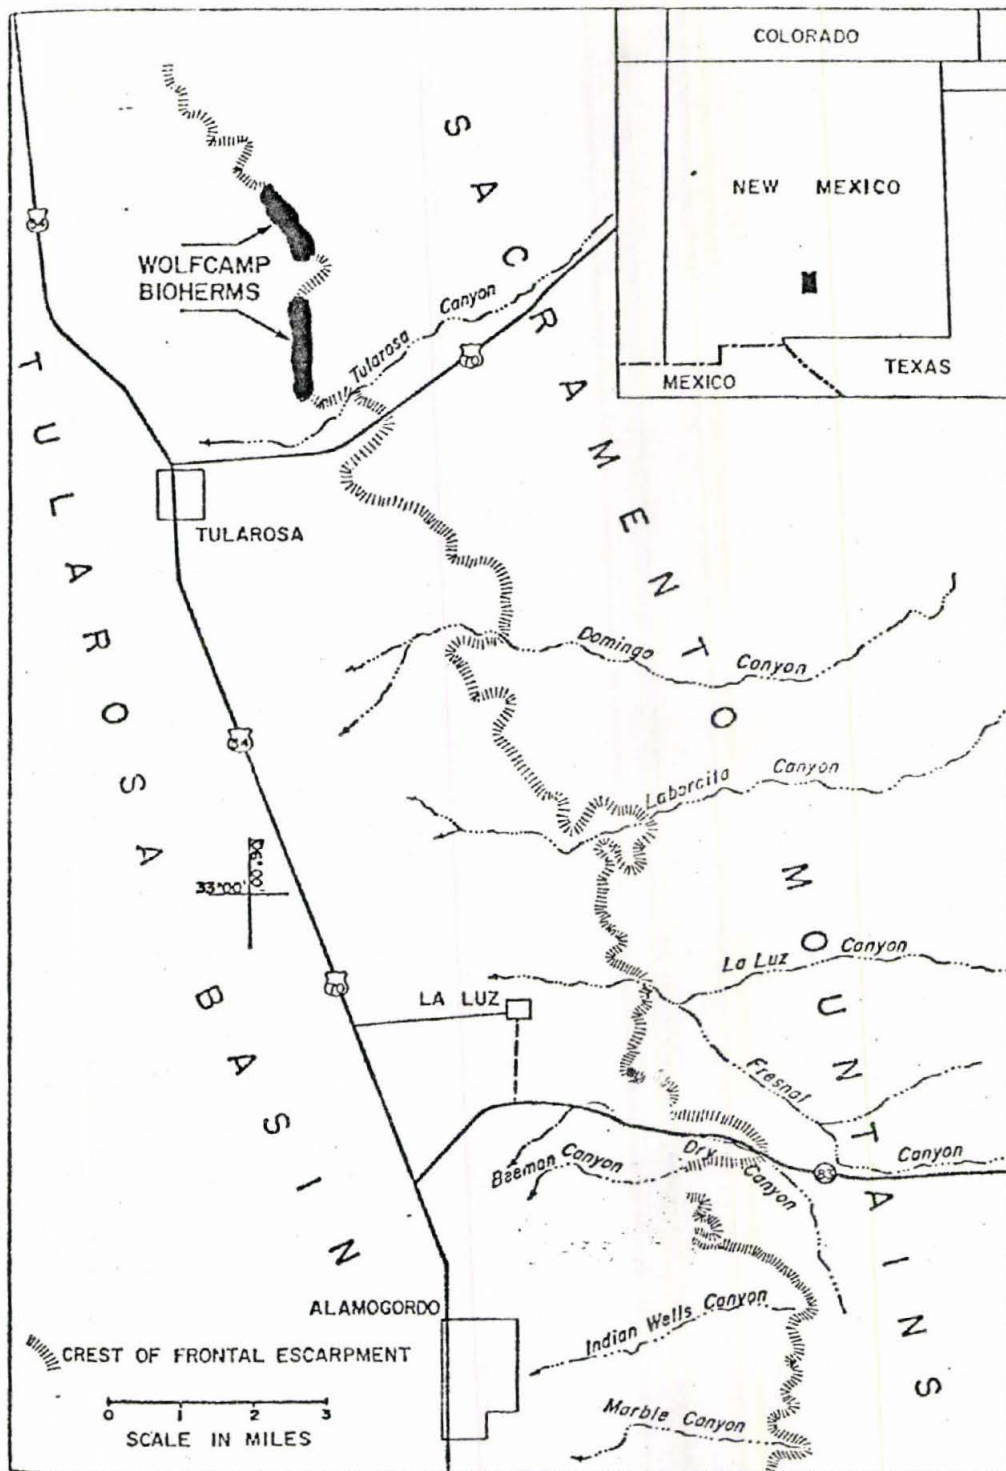 COLORADO
NEW MEXICO
TEXAS
MEXICO
SACRAMENTO MOUNTAINS
WOLFCAMP
BIOHERMS
Tularosa Canyon
TULAROSA BASIN
TULAROSA
Domingo Canyon
Laborcita Canyon
33°00'
La Luz Canyon
LA LUZ
Fresnal Canyon
83
Dry Canyon
Beeman Canyon
ALAMOGORDO
Indian Wells Canyon
CREST OF FRONTAL ESCARPMENT
Marble Canyon
0 1 2 3
SCALE IN MILES